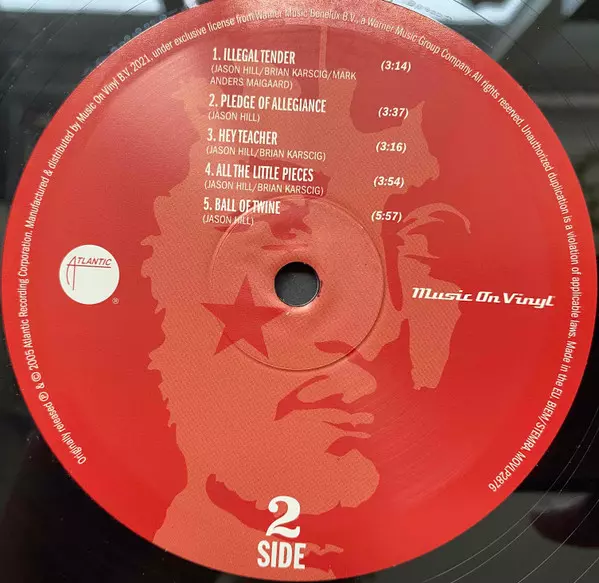 Originally released ℗ & © 2005 Atlantic Recording Corporation. Manufactured & distributed by Music On Vinyl B.V. 2021, under exclusive license from Warner Music Benelux B.V., a Warner Music Group Company. All rights reserved. Unauthorized duplication is a violation of applicable laws. Made in the EU. BIEM/STEMRA. MOVLP2876
1. ILLEGAL TENDER (3:14)
(JASON HILL/BRIAN KARSCIG/MARK
ANDERS MAIGAARD)
2. PLEDGE OF ALLEGIANCE (3:37)
(JASON HILL)
3. HEY TEACHER (3:16)
(JASON HILL/BRIAN KARSCIG)
4. ALL THE LITTLE PIECES (3:54)
(JASON HILL/BRIAN KARSCIG)
5. BALL OF TWINE (5:57)
(JASON HILL)
ATLANTIC ®
Music On Vinyl
2
SIDE